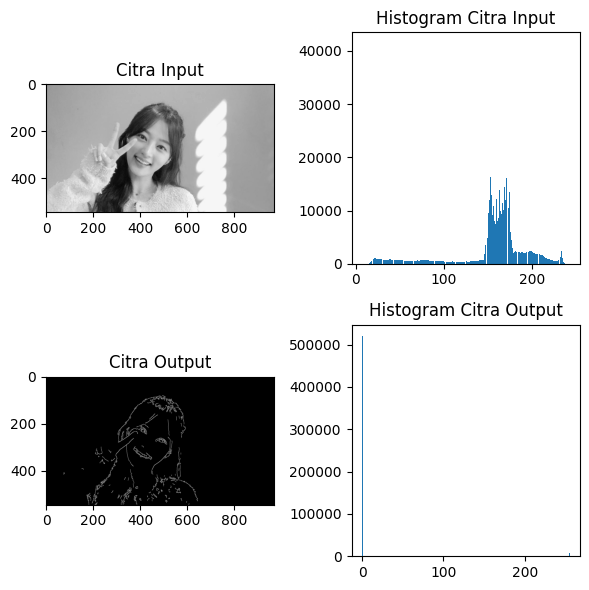 Citra Input
0
200
400
0 200 400 600 800
Histogram Citra Input
40000
30000
20000
10000
0
0 100 200
Citra Output
0
200
400
0 200 400 600 800
Histogram Citra Output
500000
400000
300000
200000
100000
0
0 100 200